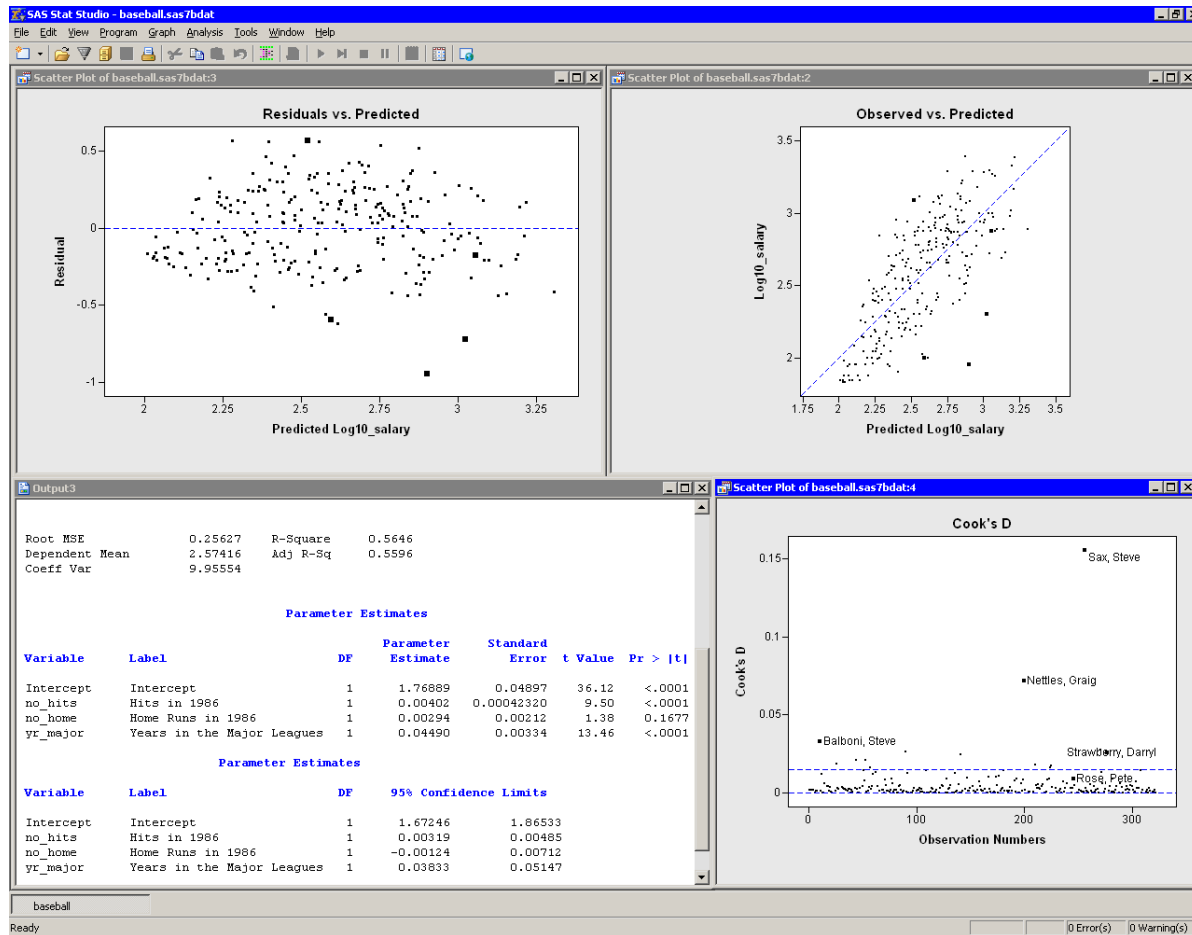 SAS Stat Studio - baseball.sas7bdat
File Edit View Program Graph Analysis Tools Window Help
Scatter Plot of baseball.sas7bdat:3
Residuals vs. Predicted
0.5
0
-0.5
-1
Residual
2 2.25 2.5 2.75 3 3.25
Predicted Log10_salary
Scatter Plot of baseball.sas7bdat:2
Observed vs. Predicted
3.5
3
2.5
2
Log10_salary
1.75 2 2.25 2.5 2.75 3 3.25 3.5
Predicted Log10_salary
Output3
Root MSE 0.25627 R-Square 0.5646
Dependent Mean 2.57416 Adj R-Sq 0.5596
Coeff Var 9.95554
Parameter Estimates
Parameter Standard
Variable Label DF Estimate Error t Value Pr > |t|
Intercept Intercept 1 1.76889 0.04897 36.12 <.0001
no_hits Hits in 1986 1 0.00402 0.00042320 9.50 <.0001
no_home Home Runs in 1986 1 0.00294 0.00212 1.38 0.1677
yr_major Years in the Major Leagues 1 0.04490 0.00334 13.46 <.0001
Parameter Estimates
Variable Label DF 95% Confidence Limits
Intercept Intercept 1 1.67246 1.86533
no_hits Hits in 1986 1 0.00319 0.00485
no_home Home Runs in 1986 1 -0.00124 0.00712
yr_major Years in the Major Leagues 1 0.03833 0.05147
Scatter Plot of baseball.sas7bdat:4
Cook's D
0.15
0.1
0.05
0
Cook's D
Sax, Steve
Nettles, Graig
Balboni, Steve
Strawberry, Darryl
Rose, Pete
0 100 200 300
Observation Numbers
baseball
Ready 0 Error(s) 0 Warning(s)